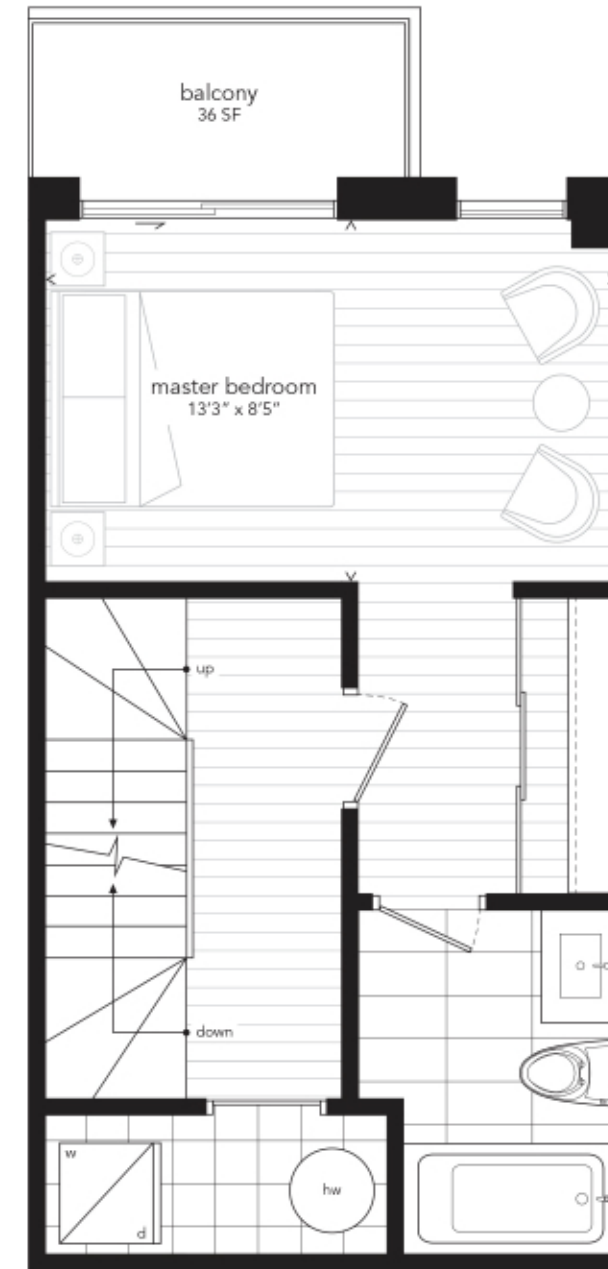 balcony
36 SF
master bedroom
13'3" x 8'5"
up
down
w
d
hw